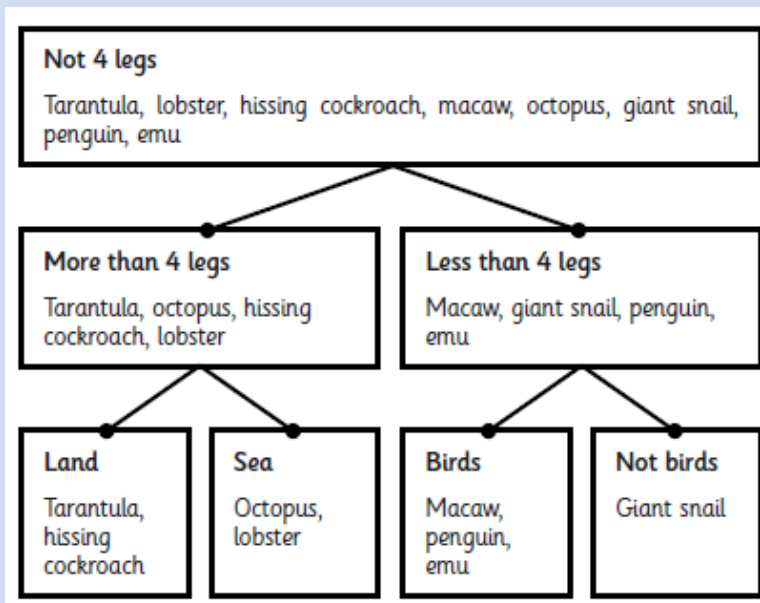 Not 4 legs
Tarantula, lobster, hissing cockroach, macaw, octopus, giant snail,
penguin, emu
More than 4 legs
Tarantula, octopus, hissing
cockroach, lobster
Less than 4 legs
Macaw, giant snail, penguin,
emu
Land
Tarantula,
hissing
cockroach
Sea
Octopus,
lobster
Birds
Macaw,
penguin,
emu
Not birds
Giant snail